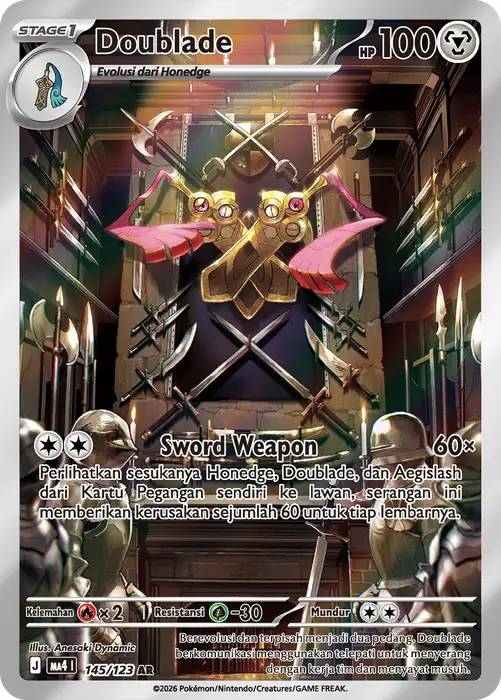 STAGE1 Doublade HP 100
Evolusi dari Honedge
Sword Weapon 60×
Perlihatkan sesukanya Honedge, Doublade, dan Aegislash
dari Kartu Pegangan sendiri ke lawan, serangan ini
memberikan kerusakan sejumlah 60 untuk tiap lembarnya.
Kelemahan ×2 Resistansi -30 Mundur
Illus. Anesaki Dynamic
J MA4 I 145/123 AR
Berevolusi dan terpisah menjadi dua pedang. Doublade
berkomunikasi menggunakan telepati untuk menyerang
dengan kerja tim dan menyayat musuh.
©2026 Pokémon/Nintendo/Creatures/GAME FREAK.